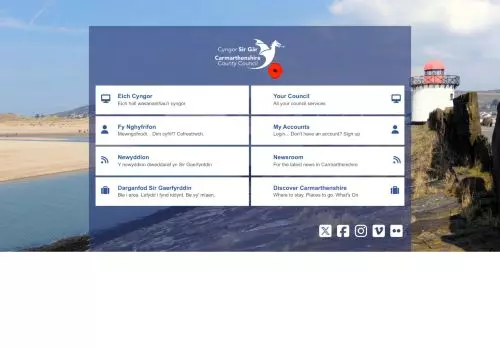 Cyngor Sir Gâr
Carmarthenshire
County Council
Eich Cyngor
Eich holl wasanaethau'r cyngor
Your Council
All your council services
Fy Nghyfrifon
Mewngofnodi... Dim cyfrif? Cofrestrwch.
My Accounts
Login... Don't have an account? Sign up
Newyddion
Y newyddion diweddaraf yn Sir Gaerfyrddin
Newsroom
For the latest news in Carmarthenshire
Darganfod Sir Gaerfyrddin
Ble i aros. Lefydd i fynd iddynt. Be sy' mlaen.
Discover Carmarthenshire
Where to stay. Places to go. What's On.